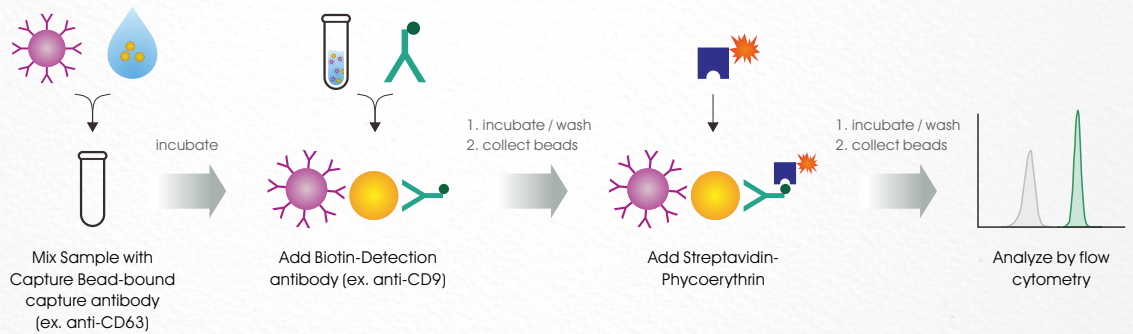 incubate
1. incubate / wash
2. collect beads
1. incubate / wash
2. collect beads
Mix Sample with
Capture Bead-bound
capture antibody
(ex. anti-CD63)
Add Biotin-Detection
antibody (ex. anti-CD9)
Add Streptavidin-
Phycoerythrin
Analyze by flow
cytometry